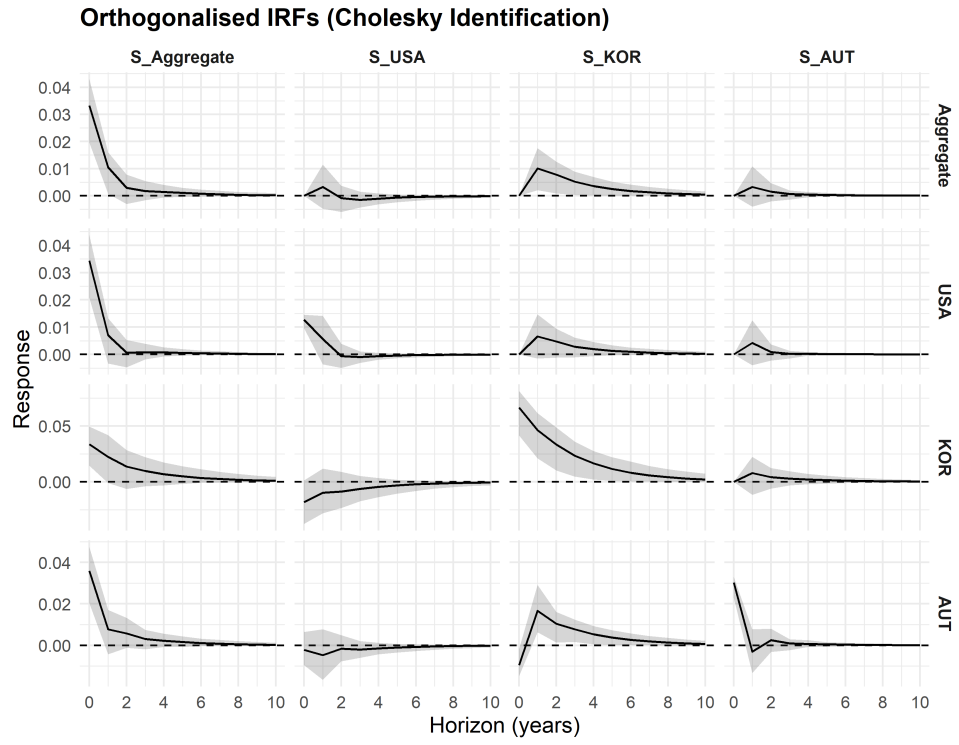 Orthogonalised IRFs (Cholesky Identification)
S_Aggregate S_USA S_KOR S_AUT
0.04
0.03
0.02
0.01
0.00
Aggregate
0.04
0.03
0.02
0.01
0.00
USA
Response
0.05
0.00
KOR
0.04
0.02
0.00
AUT
0 2 4 6 8 10 0 2 4 6 8 10 0 2 4 6 8 10 0 2 4 6 8 10
Horizon (years)